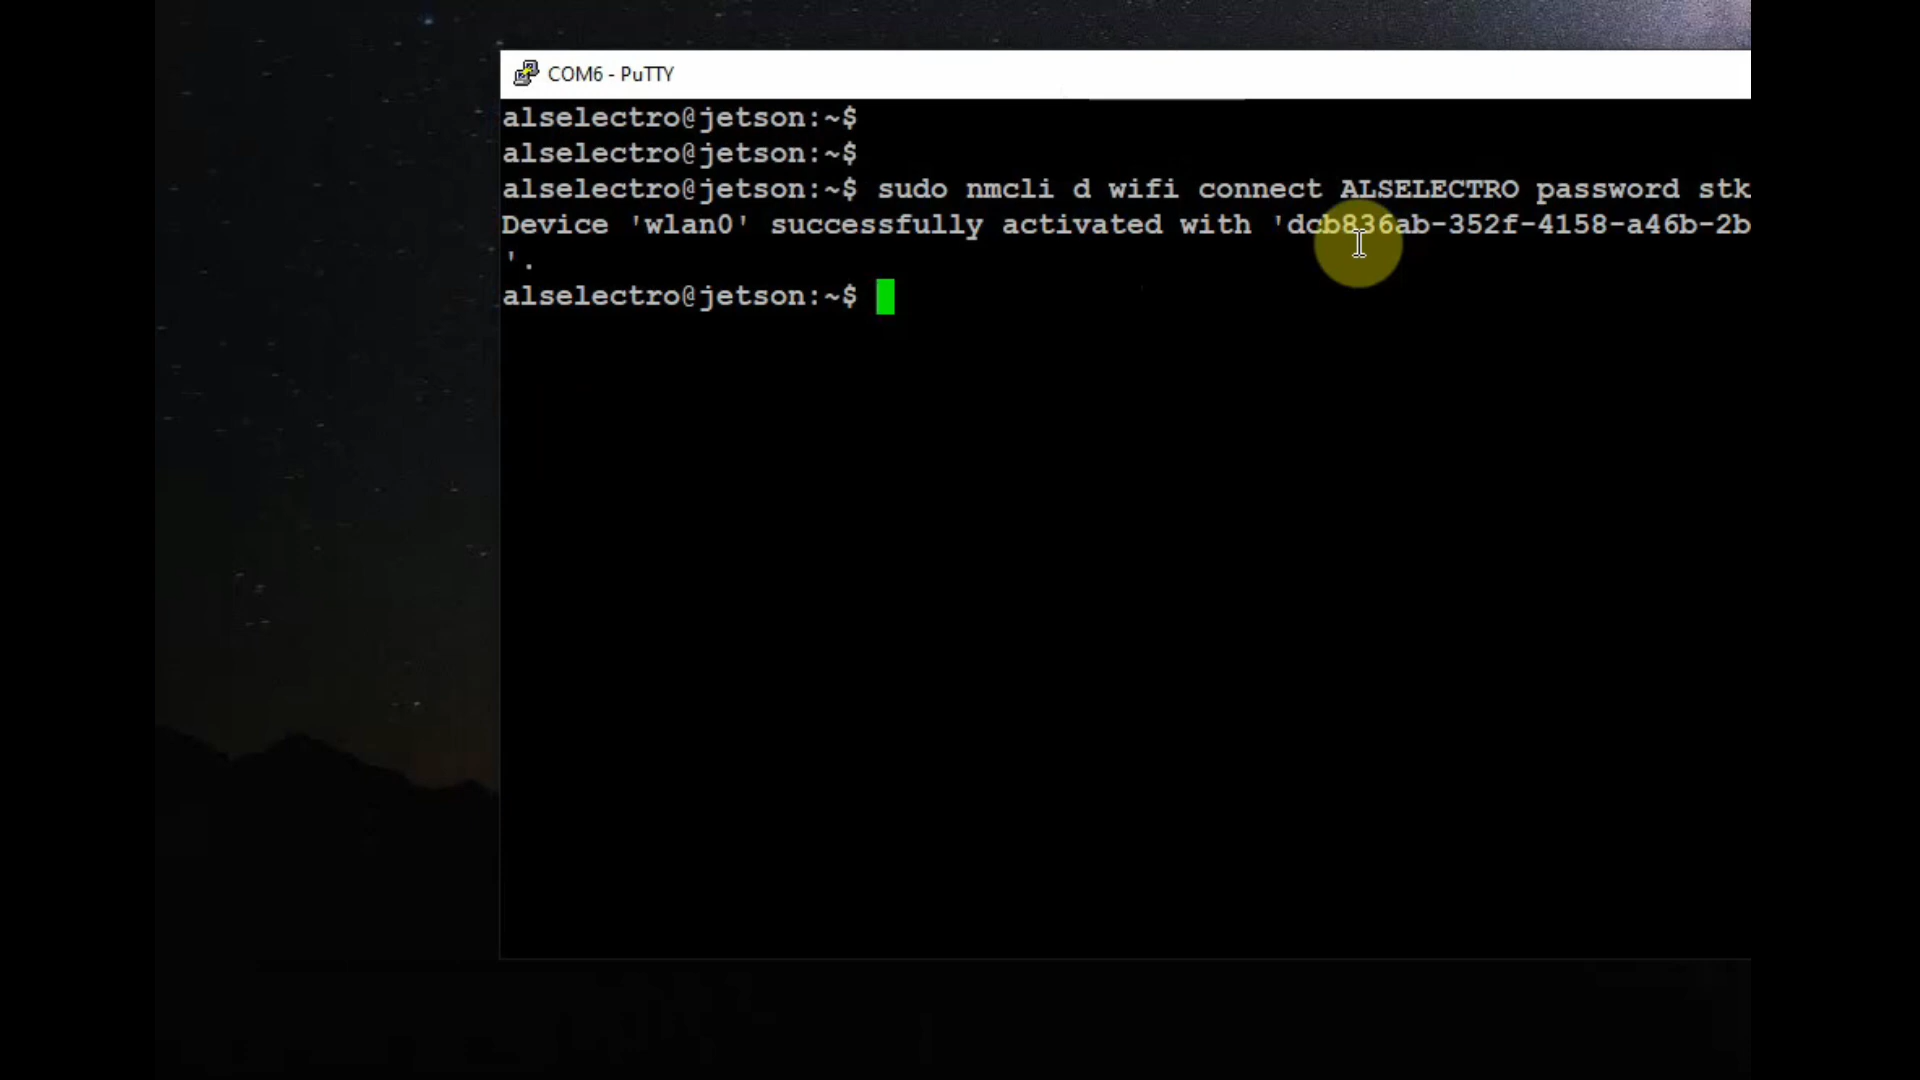 COM6 - PuTTY
alselectro@jetson:~$
alselectro@jetson:~$
alselectro@jetson:~$ sudo nmcli d wifi connect ALSELECTRO password stk
Device 'wlan0' successfully activated with 'dcb836ab-352f-4158-a46b-2b
'.
alselectro@jetson:~$